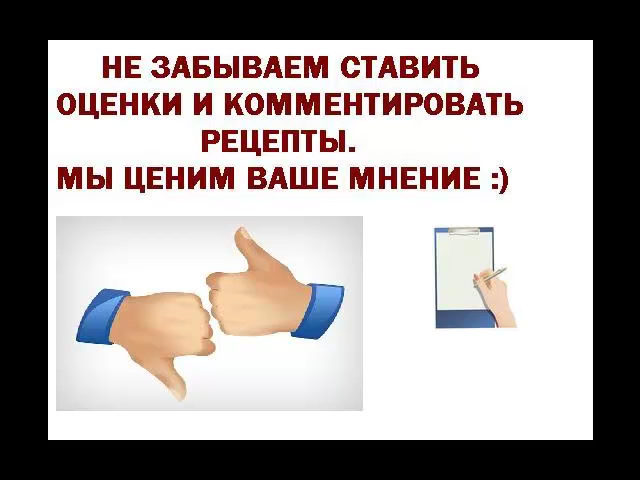 НЕ ЗАБЫВАЕМ СТАВИТЬ
ОЦЕНКИ И КОММЕНТИРОВАТЬ
РЕЦЕПТЫ.
МЫ ЦЕНИМ ВАШЕ МНЕНИЕ :)